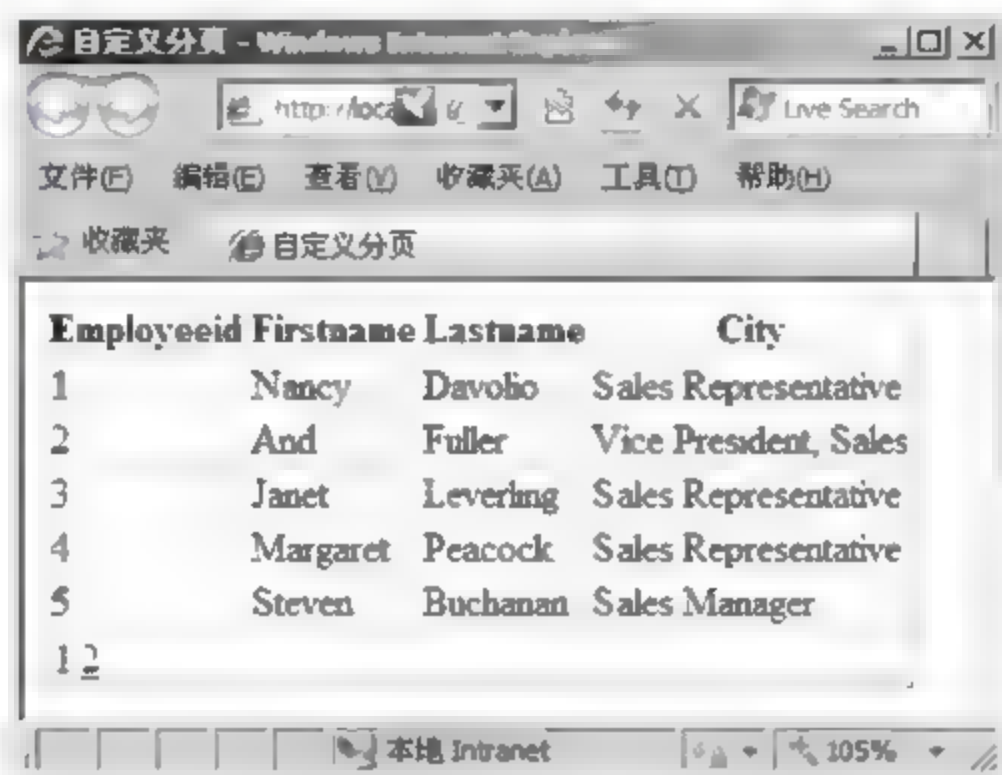 自定义分页 - Windows Internet
http://loca
Live Search
文件(F) 编辑(E) 查看(V) 收藏夹(A) 工具(T) 帮助(H)
收藏夹 自定义分页
Employeeid Firstname Lastname City
1 Nancy Davolio Sales Representative
2 And Fuller Vice President, Sales
3 Janet Leverling Sales Representative
4 Margaret Peacock Sales Representative
5 Steven Buchanan Sales Manager
1 2
本地 Intranet 105%